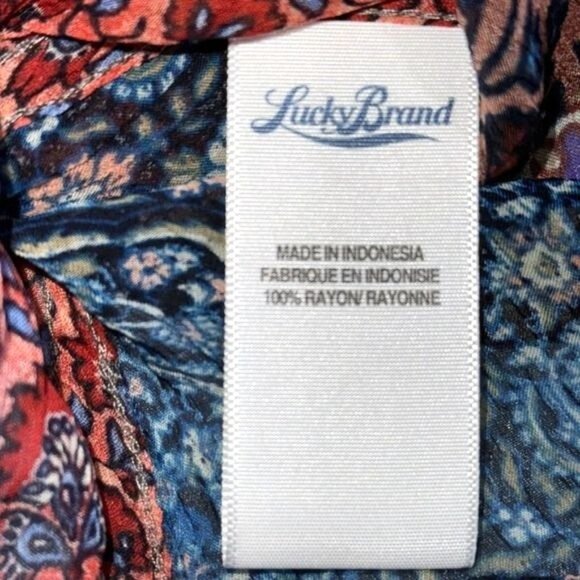 Lucky Brand
MADE IN INDONESIA
FABRIQUE EN INDONISIE
100% RAYON/RAYONNE